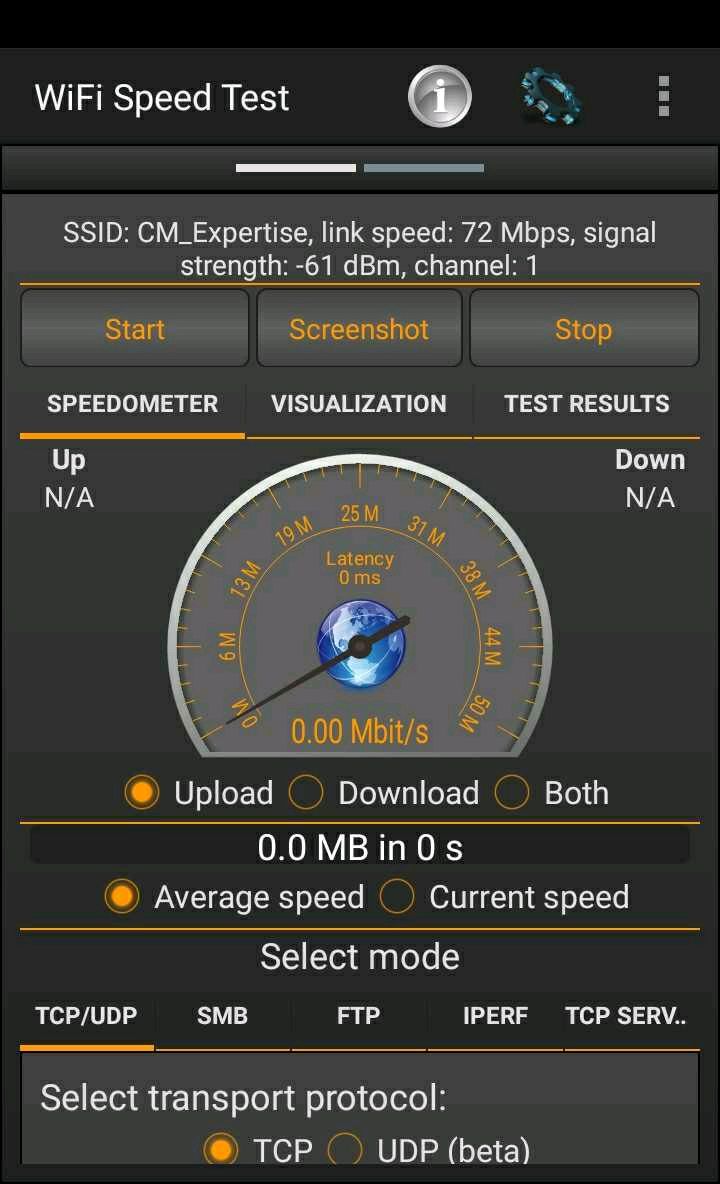 WiFi Speed Test
SSID: CM_Expertise, link speed: 72 Mbps, signal
strength: -61 dBm, channel: 1
Start Screenshot Stop
SPEEDOMETER VISUALIZATION TEST RESULTS
Up Down
N/A N/A
0 M 6 M 13 M 19 M 25 M 31 M 38 M 44 M 50 M
Latency
0 ms
0.00 Mbit/s
Upload Download Both
0.0 MB in 0 s
Average speed Current speed
Select mode
TCP/UDP SMB FTP IPERF TCP SERV..
Select transport protocol:
TCP UDP (beta)